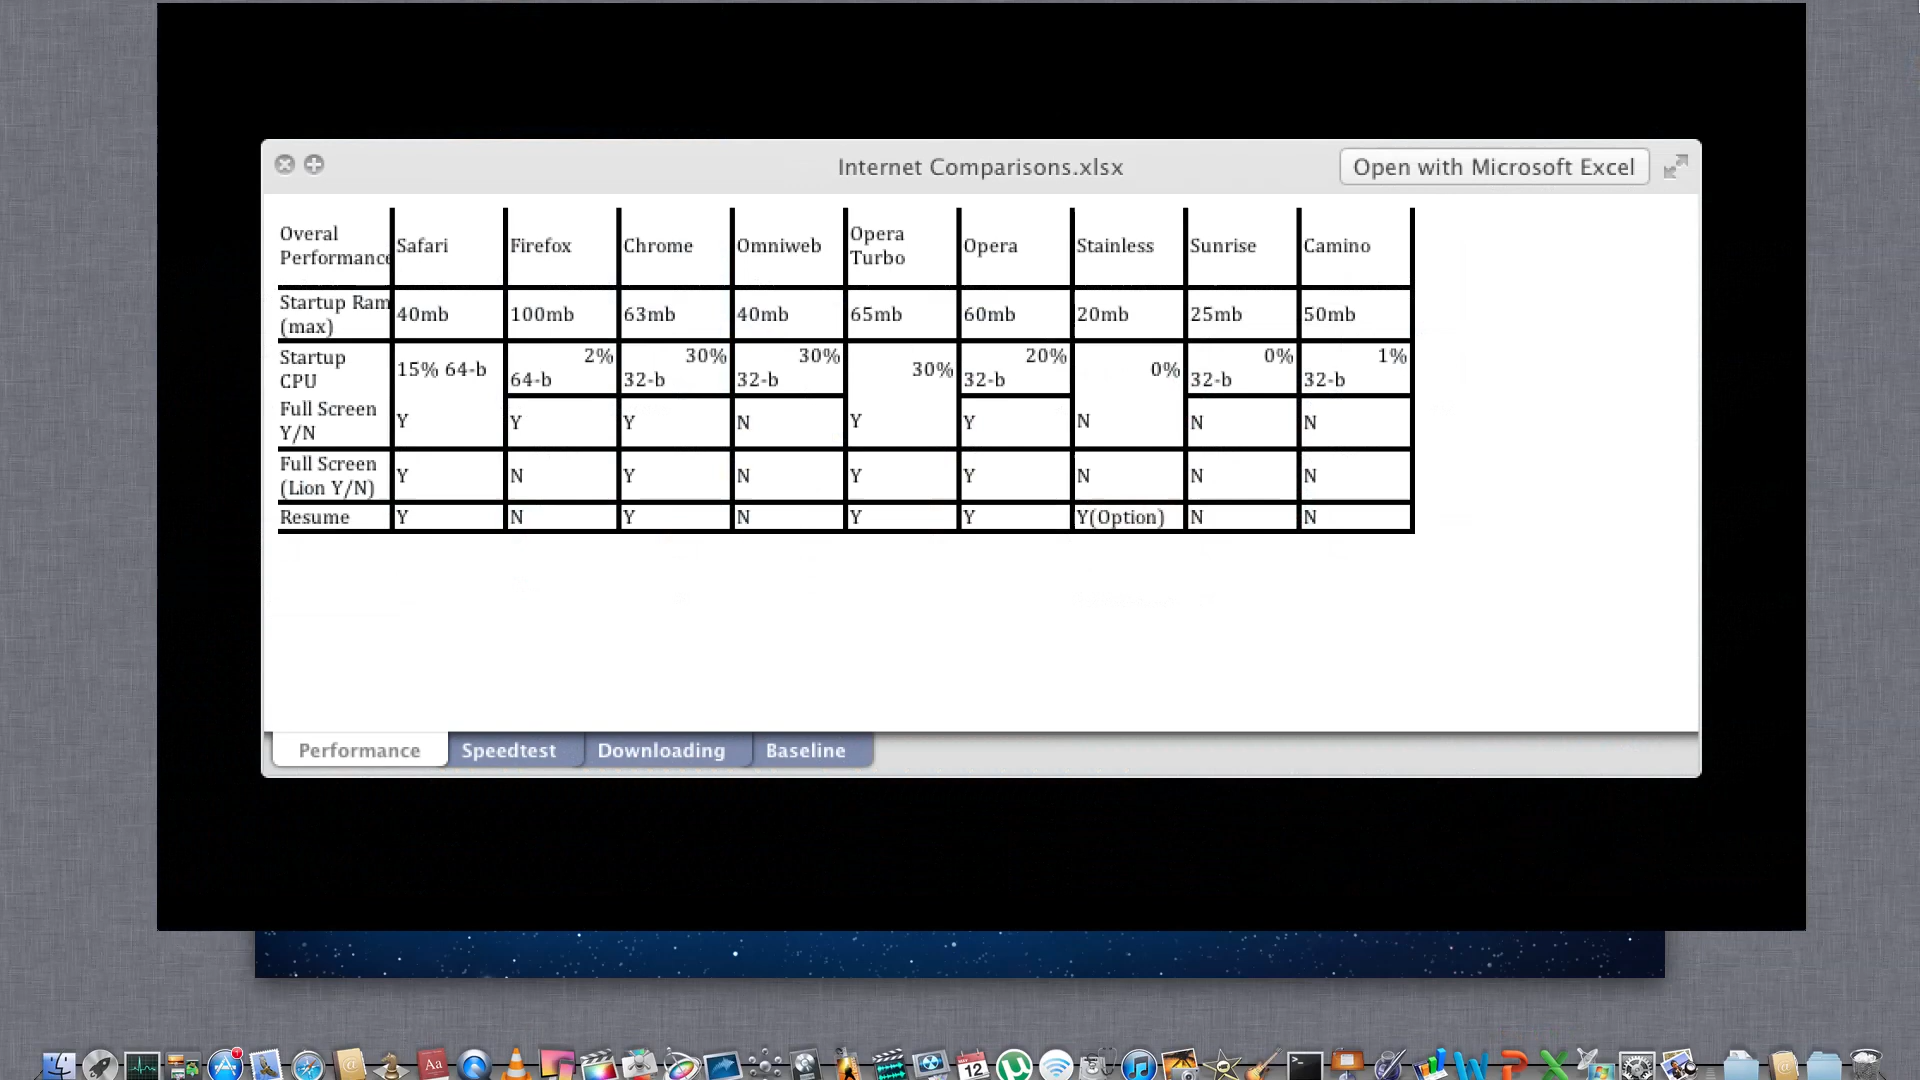 Internet Comparisons.xlsx Open with Microsoft Excel
Overal Performance Safari Firefox Chrome Omniweb Opera Turbo Opera Stainless Sunrise Camino
Startup Ram (max) 40mb 100mb 63mb 40mb 65mb 60mb 20mb 25mb 50mb
Startup CPU 15% 64-b 2% 64-b 30% 32-b 30% 32-b 30% 20% 32-b 0% 0% 32-b 1% 32-b
Full Screen Y/N Y Y Y N Y Y N N N
Full Screen (Lion Y/N) Y N Y N Y Y N N N
Resume Y N Y N Y Y Y(Option) N N
Performance Speedtest Downloading Baseline
Aa 12